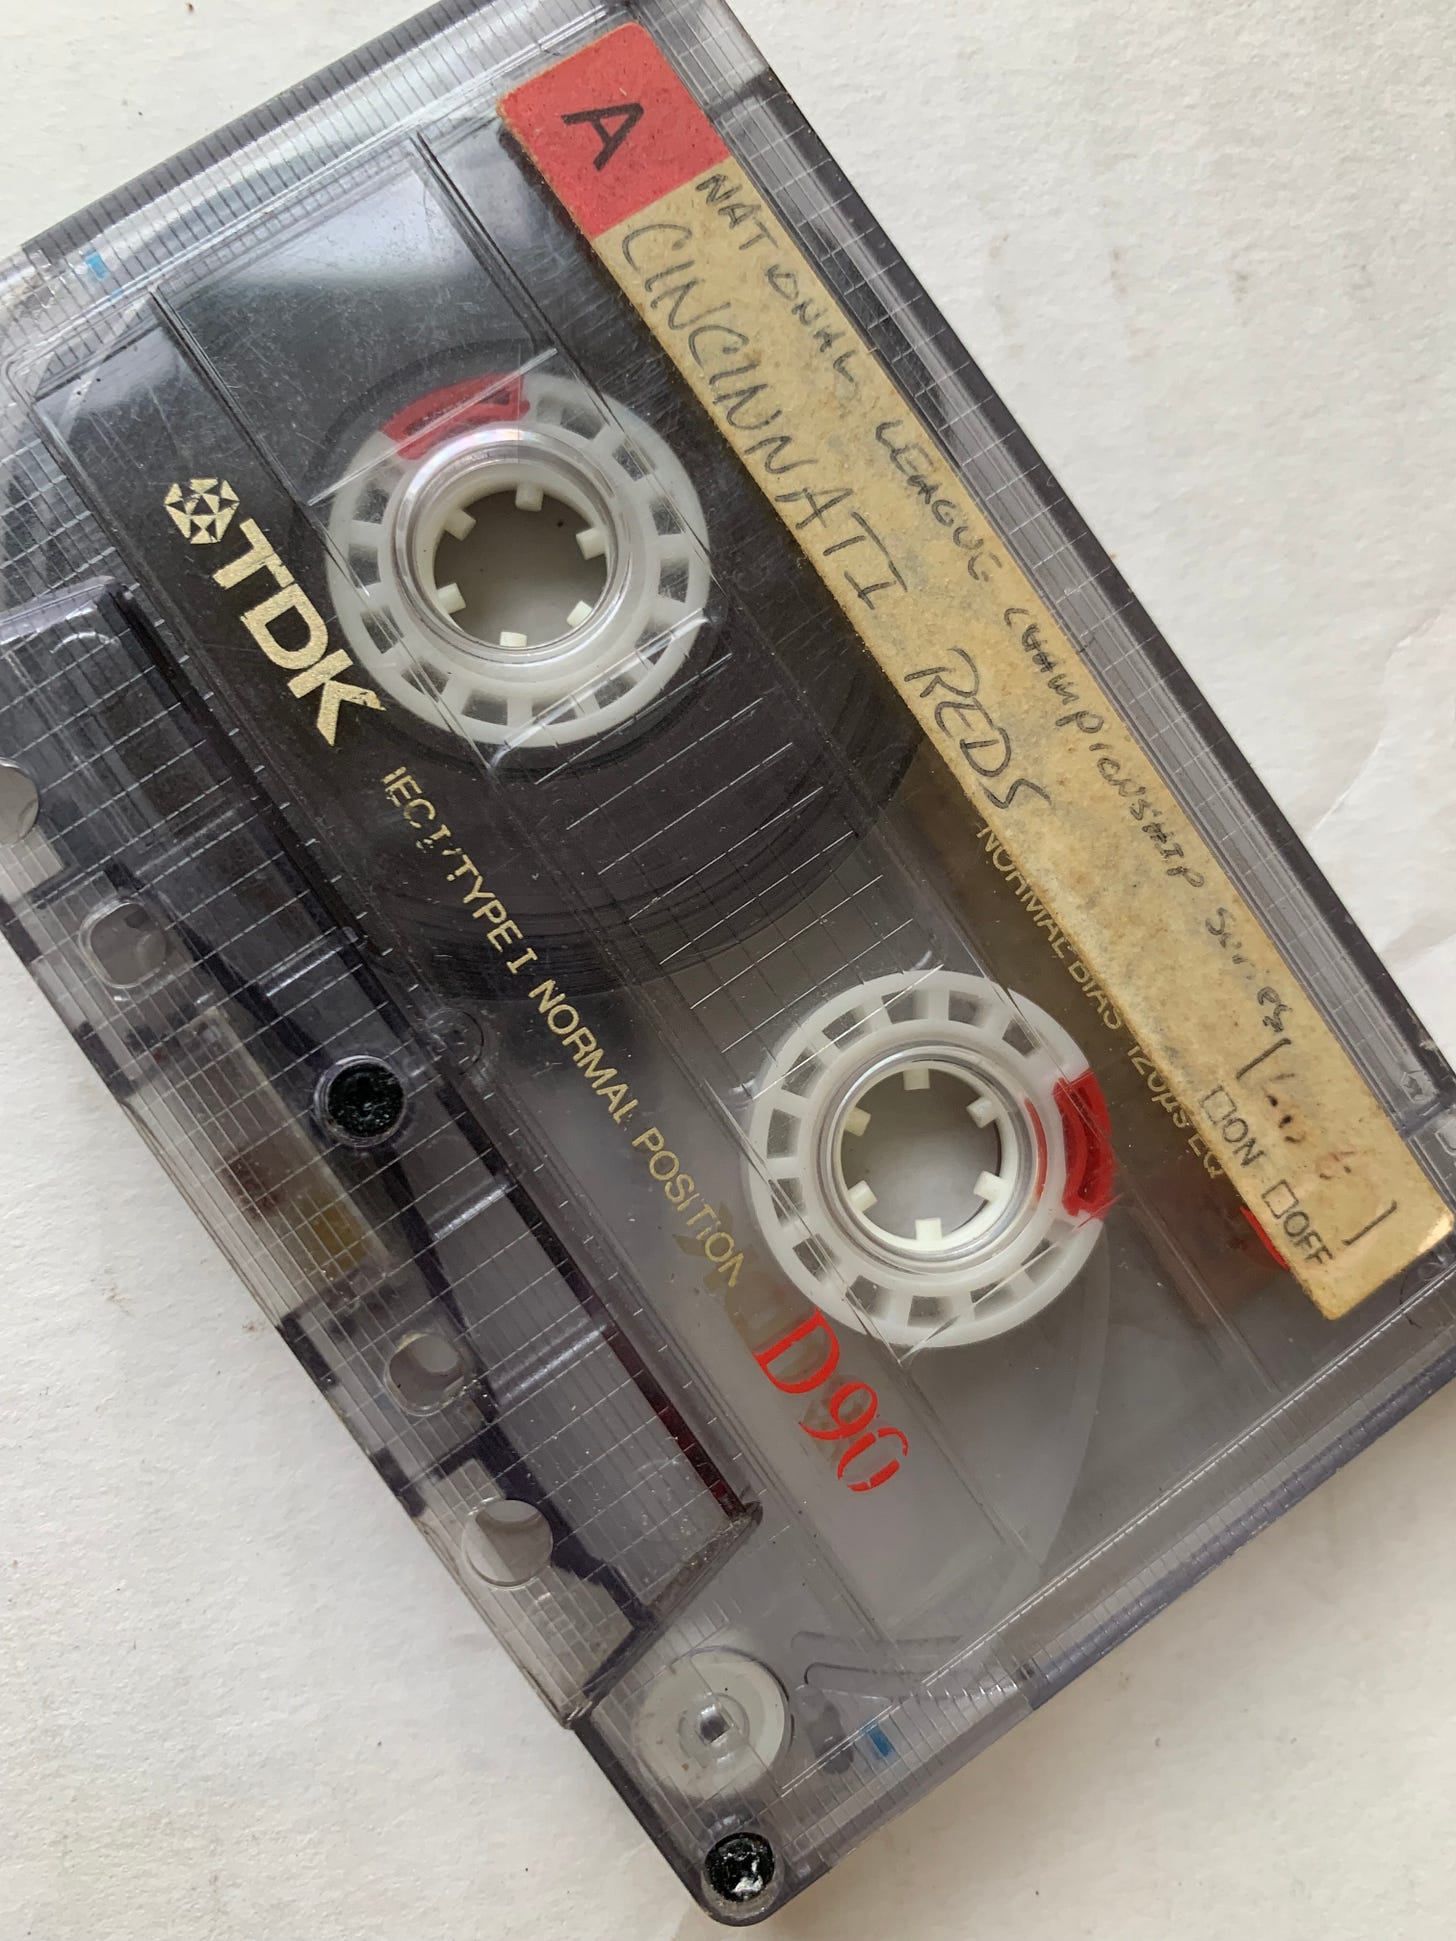 A
NATIONAL LEAGUE CHAMPIONSHIP Series
CINCINNATI REDS
□ON □OFF
NORMAL BIAS 120µs EQ
TDK
IEC I/TYPE I NORMAL POSITION
D90